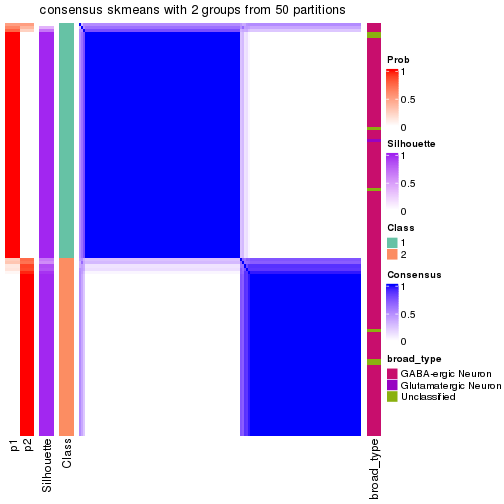 consensus skmeans with 2 groups from 50 partitions
Prob
1
0.5
0
Silhouette
1
0.5
0
Class
1
2
Consensus
1
0.5
0
broad_type
GABA-ergic Neuron
Glutamatergic Neuron
Unclassified
p1
p2
Silhouette
Class
broad_type